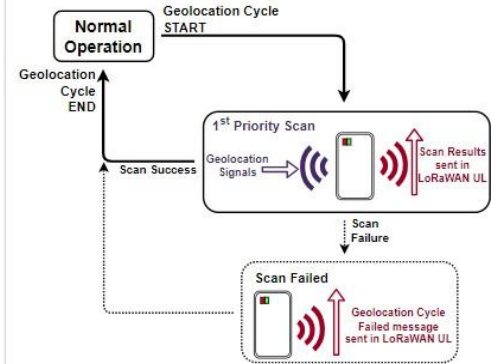 Geolocation Cycle
START
Normal
Operation
Geolocation
Cycle
END
1st Priority Scan
Geolocation
Signals
Scan Results
sent in
LoRaWAN UL
Scan Success
Scan
Failure
Scan Failed
Geolocation Cycle
Failed message
sent in LoRaWAN UL